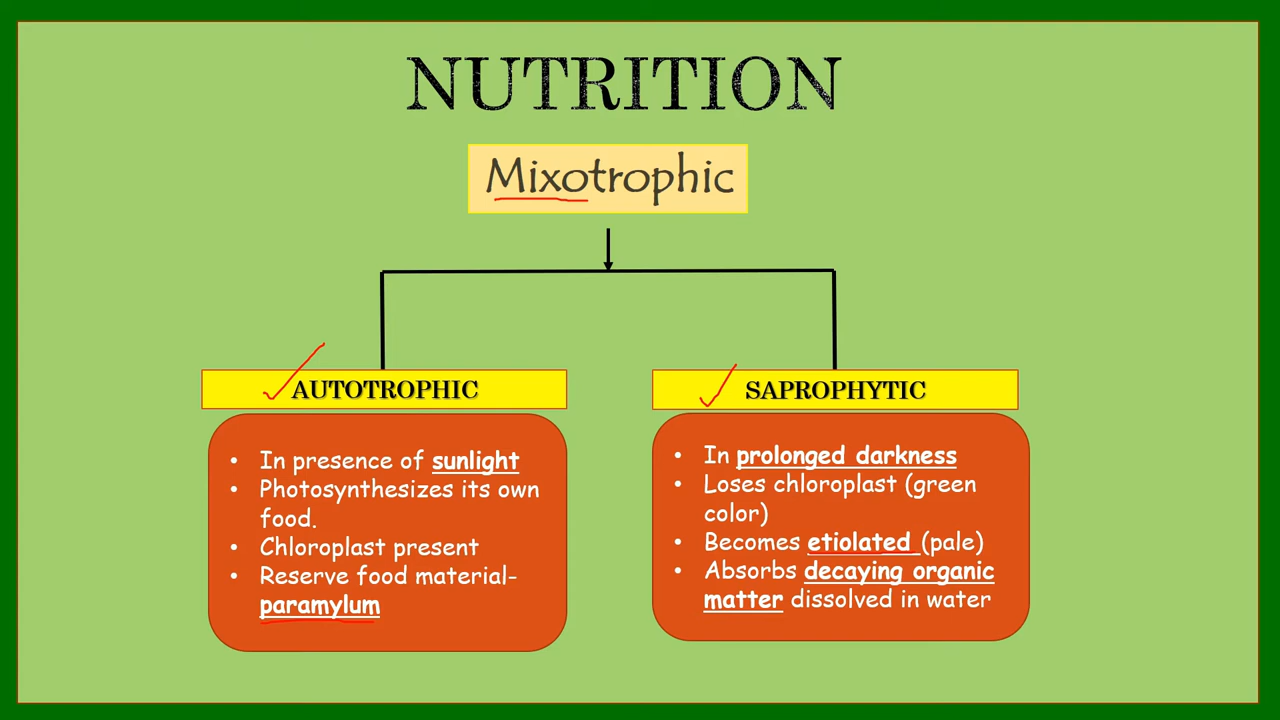 NUTRITION
Mixotrophic
AUTOTROPHIC
• In presence of sunlight
• Photosynthesizes its own
food.
• Chloroplast present
• Reserve food material-
paramylum
SAPROPHYTIC
• In prolonged darkness
• Loses chloroplast (green
color)
• Becomes etiolated (pale)
• Absorbs decaying organic
matter dissolved in water